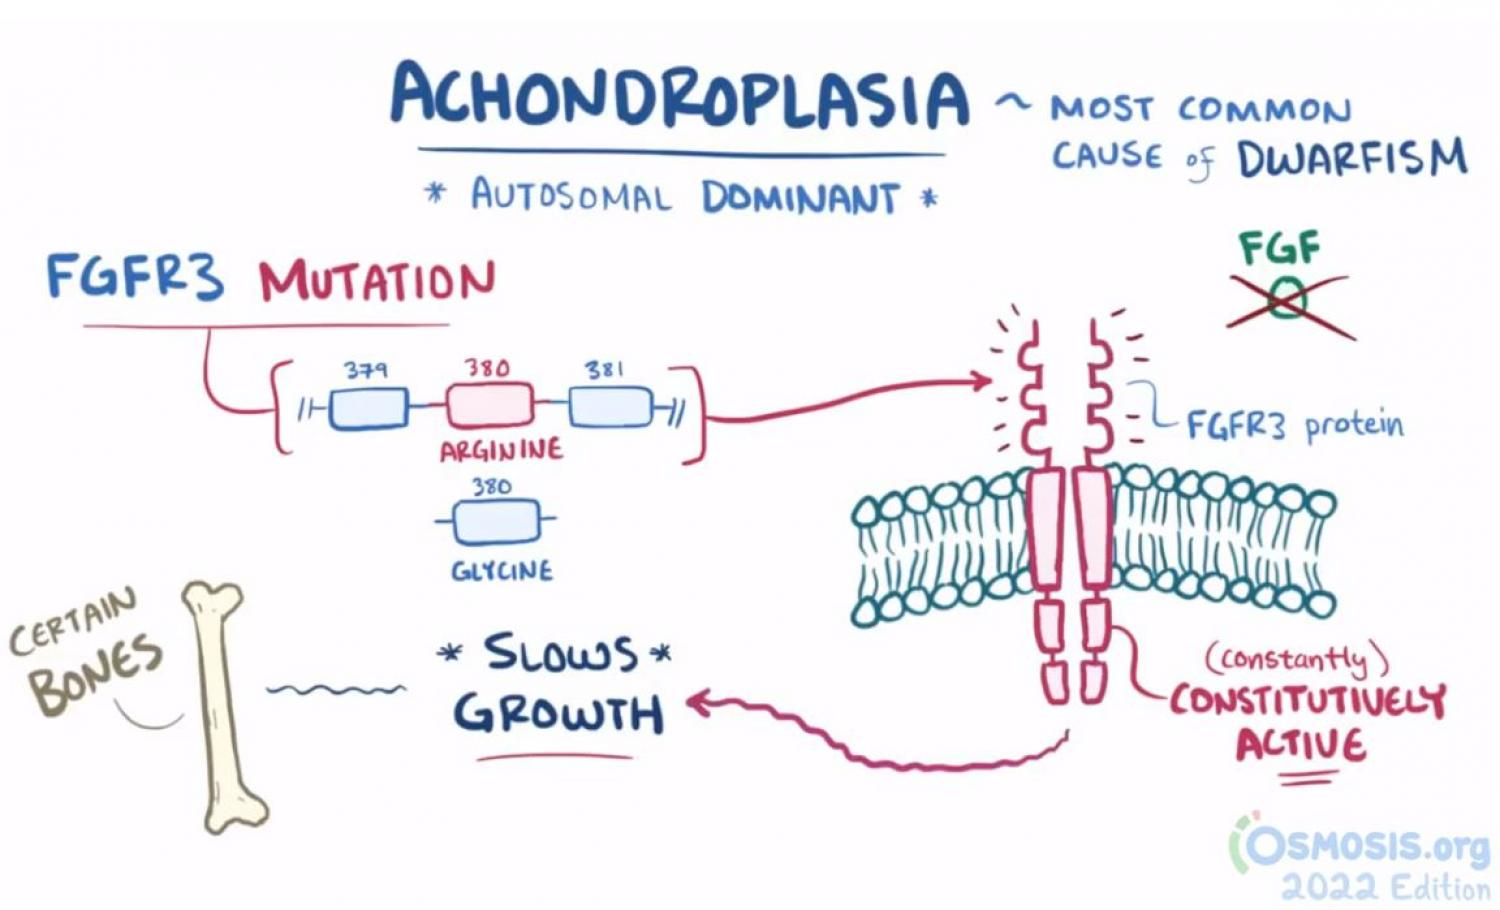 ACHONDROPLASIA ~ MOST COMMON
CAUSE of DWARFISM
* AUTOSOMAL DOMINANT *
FGF
FGFR3 MUTATION
379 380 381
ARGININE
380
GLYCINE
FGFR3 protein
CERTAIN
BONES
* SLOWS *
GROWTH
(constantly)
CONSTITUTIVELY
ACTIVE
OSMOSIS.org
2022 Edition